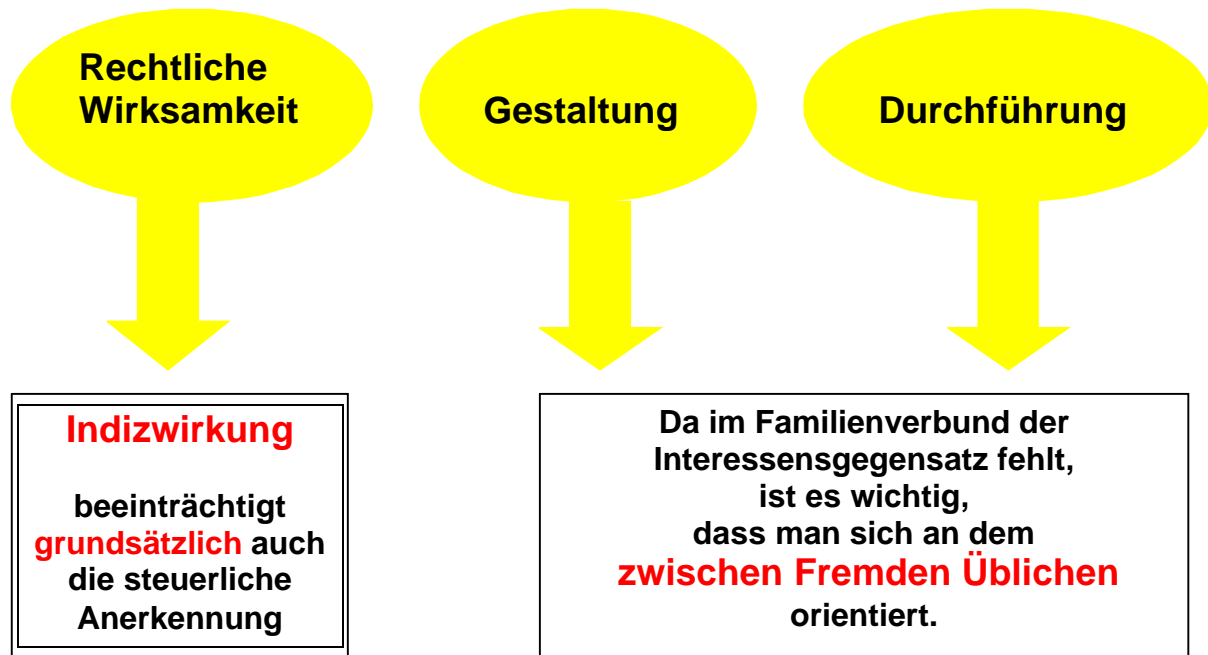 Rechtliche
Wirksamkeit
Gestaltung
Durchführung
Indizwirkung
beeinträchtigt
grundsätzlich auch
die steuerliche
Anerkennung
Da im Familienverbund der
Interessensgegensatz fehlt,
ist es wichtig,
dass man sich an dem
zwischen Fremden Üblichen
orientiert.